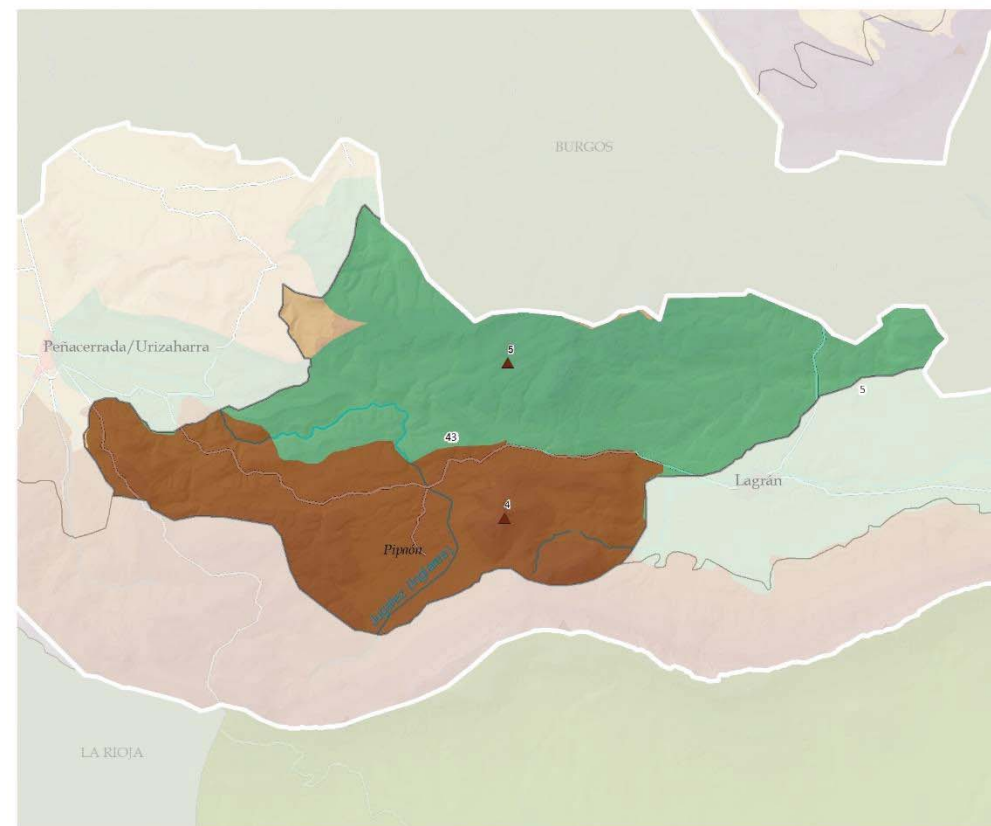 BURGOS
Peñacerrada/Urizaharra
5
5
43
Lagrán
4
Pipaón
LA RIOJA